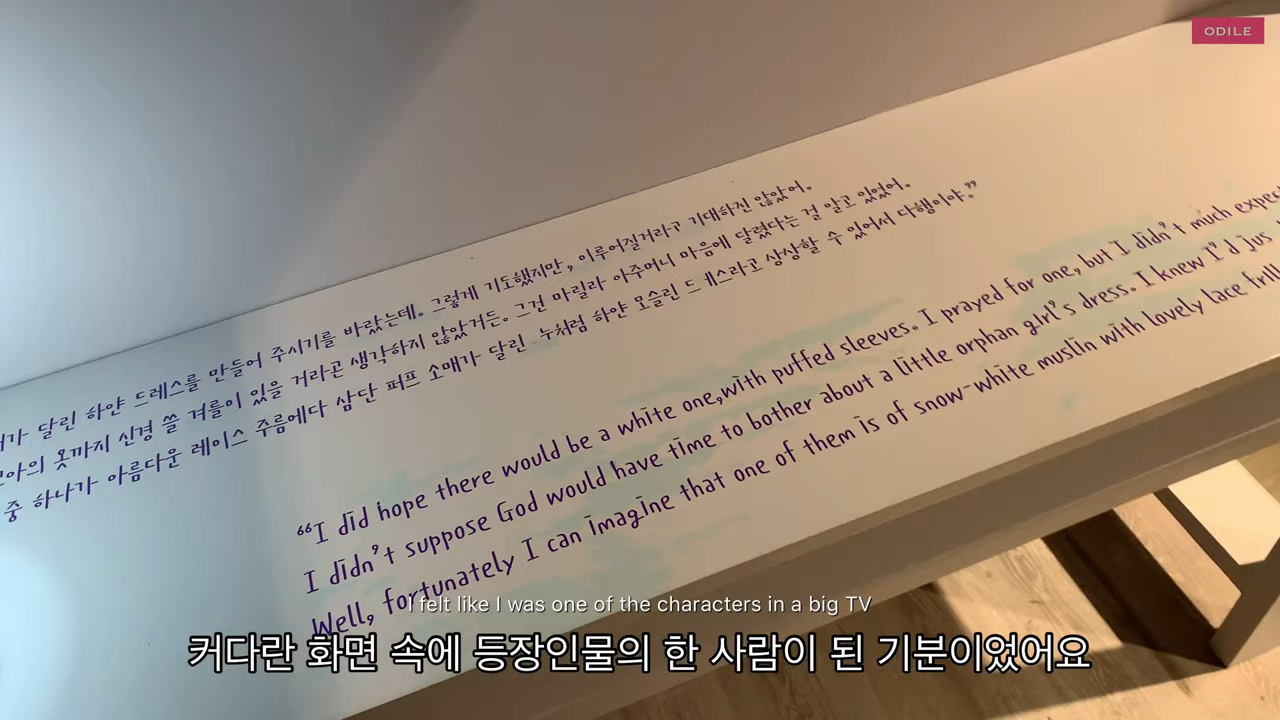 ODILE
달린 하얀 드레스를 만들어 주시기를 바랐는데. 그렇게 기도했지만, 이루어질거라고 기대하진 않았어.
옷까지 신경 쓸 겨를이 있을 거라곤 생각하지 않았거든. 그건 마릴라 아주머니 마음에 달렸다는 걸 알고 있었어.
중 하나가 아름다운 레이스 주름에다 삼단 퍼프 소매가 달린 눈처럼 하얀 모슬린 드레스라고 상상할 수 있어서 다행이야."
"I did hope there would be a white one,with puffed sleeves. I prayed for one, but I didn't much expec
I didn't suppose God would have time to bother about a little orphan girl's dress. I knew I'd jus
Well, fortunately I can imagine that one of them is of snow-white muslin with lovely lace frill
I felt like I was one of the characters in a big TV
커다란 화면 속에 등장인물의 한 사람이 된 기분이었어요